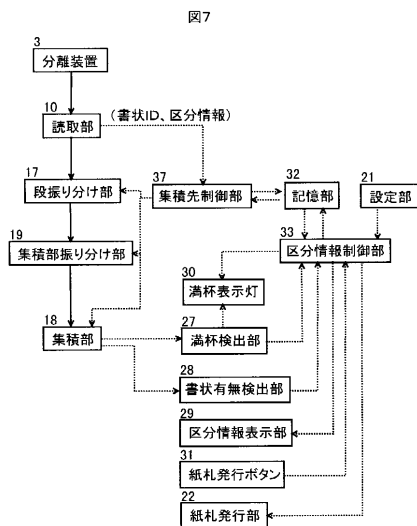 図7
3
分離装置
10
読取部
(書状ID、区分情報)
17
段振り分け部
37
集積先制御部
32
記憶部
21
設定部
19
集積部振り分け部
33
区分情報制御部
30
満杯表示灯
18
集積部
27
満杯検出部
28
書状有無検出部
29
区分情報表示部
31
紙札発行ボタン
22
紙札発行部